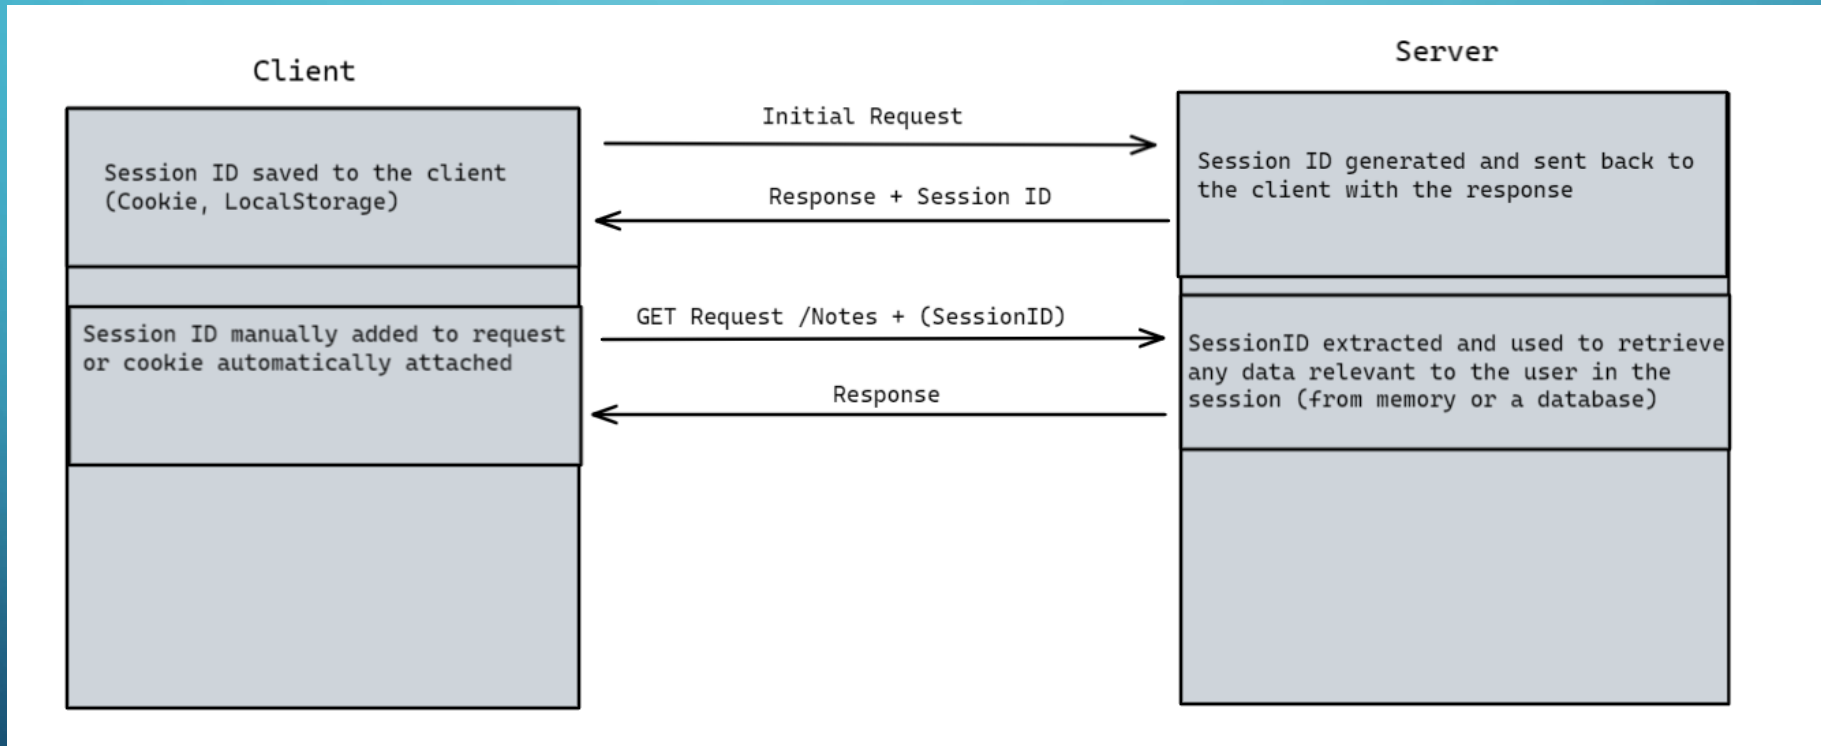 Client
Server
Initial Request
Session ID saved to the client
(Cookie, LocalStorage)
Session ID generated and sent back to
the client with the response
Response + Session ID
GET Request /Notes + (SessionID)
Session ID manually added to request
or cookie automatically attached
SessionID extracted and used to retrieve
any data relevant to the user in the
session (from memory or a database)
Response